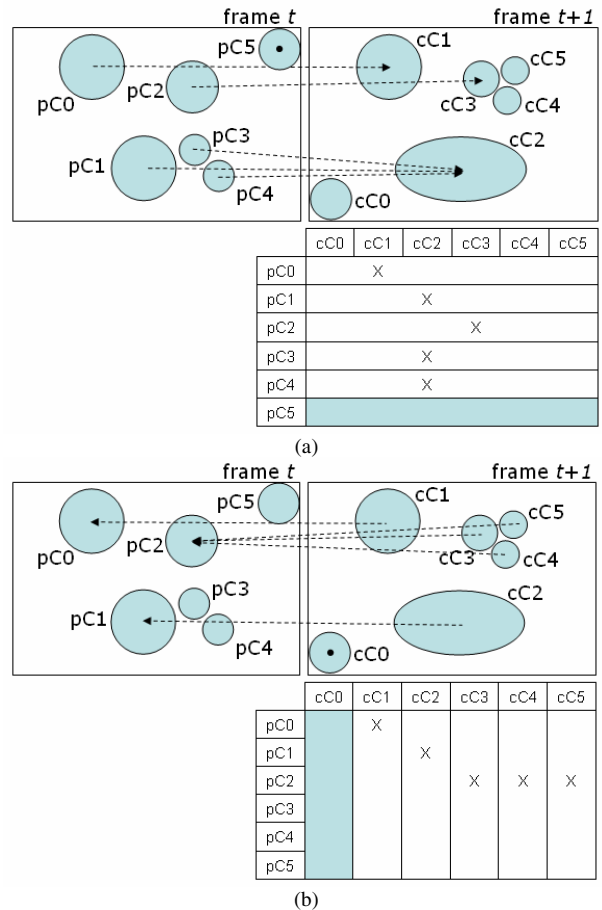 frame t
frame t+1
pC5
cC1
cC5
pC0
pC2
cC3
cC4
pC3
cC2
pC1
pC4
cC0
cC0 cC1 cC2 cC3 cC4 cC5
pC0 X
pC1 X
pC2 X
pC3 X
pC4 X
pC5
(a)
frame t
frame t+1
pC5
cC1
cC5
pC0
pC2
cC3
cC4
pC3
cC2
pC1
pC4
cC0
cC0 cC1 cC2 cC3 cC4 cC5
pC0 X
pC1 X
pC2 X X X
pC3
pC4
pC5
(b)